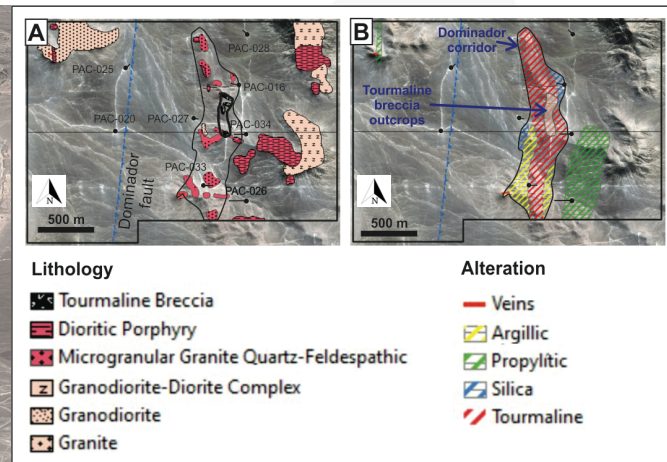 A
PAC-028
PAC-025
PAC-016
PAC-020
PAC-027
PAC-034
PAC-033
PAC-026
Dominador
fault
N
500 m
B
Dominador
corridor
Tourmaline
breccia
outcrops
N
500 m
Lithology
Tourmaline Breccia
Dioritic Porphyry
Microgranular Granite Quartz-Feldespathic
z Granodiorite-Diorite Complex
Granodiorite
Granite
Alteration
Veins
Argillic
Propylític
Silica
Tourmaline